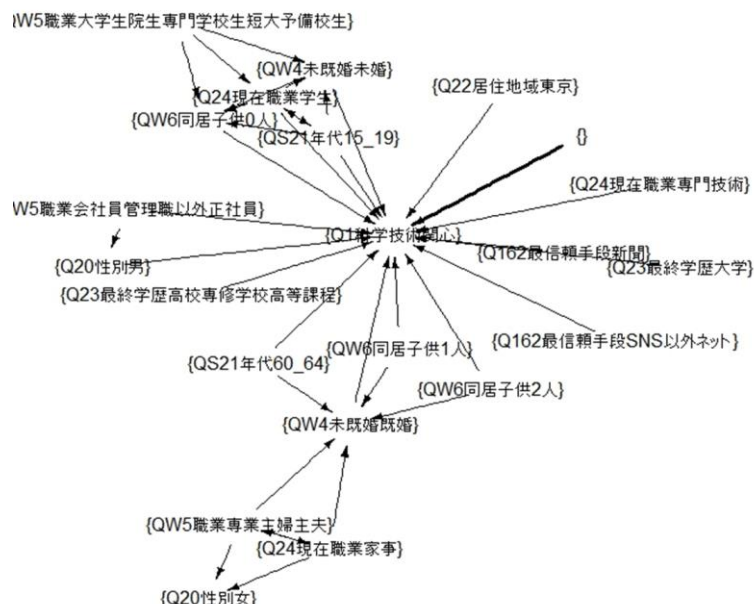 QW5職業大学生院生専門学校生短大予備校生}
{QW4未既婚未婚}
{Q22居住地域東京}
{Q24現在職業学生}
{QW6同居子供0人}
{QS21年代15_19}
{}
{Q24現在職業専門技術}
W5職業会社員管理職以外正社員}
{Q1科学技術関心}
{Q162最信頼手段新聞}
{Q20性別男}
{Q23最終学歴大学}
{Q23最終学歴高校専修学校高等課程}
{Q162最信頼手段SNS以外ネット}
{QW6同居子供1人}
{QS21年代60_64}
{QW6同居子供2人}
{QW4未既婚既婚}
{QW5職業専業主婦主夫}
{Q24現在職業家事}
{Q20性別女}